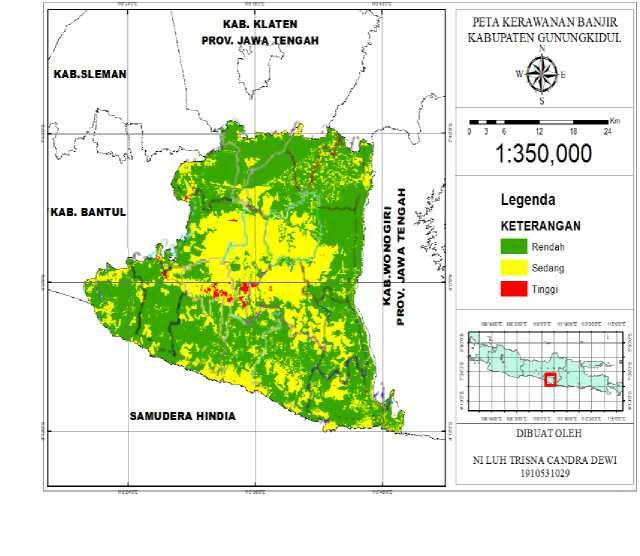 KAB. KLATEN
PROV. JAWA TENGAH
KAB.SLEMAN
KAB. BANTUL
KAB.WONOGIRI
PROV. JAWA TENGAH
SAMUDERA HINDIA
PETA KERAWANAN BANJIR
KABUPATEN GUNUNGKIDUL
N
W E
S
Km
0 3 6 12 18 24
1:350,000
Legenda
KETERANGAN
Rendah
Sedang
Tinggi
DIBUAT OLEH
NI LUH TRISNA CANDRA DEWI
1910531029